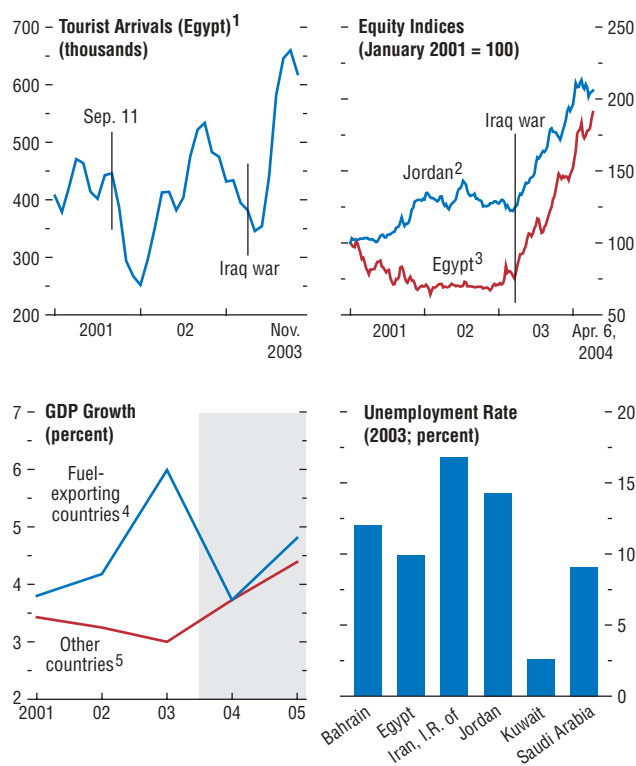 Tourist Arrivals (Egypt)1
(thousands)
700
600
500
400
300
200
Sep. 11
Iraq war
2001
02
Nov.
2003
Equity Indices
(January 2001 = 100)
250
200
150
100
50
Iraq war
Jordan2
Egypt3
2001
02
03
Apr. 6,
2004
GDP Growth
(percent)
7
6
5
4
3
2
Fuel-
exporting
countries4
Other
countries5
2001
02
03
04
05
Unemployment Rate
(2003; percent)
20
15
10
5
0
Bahrain
Egypt
Iran, I.R. of
Jordan
Kuwait
Saudi Arabia